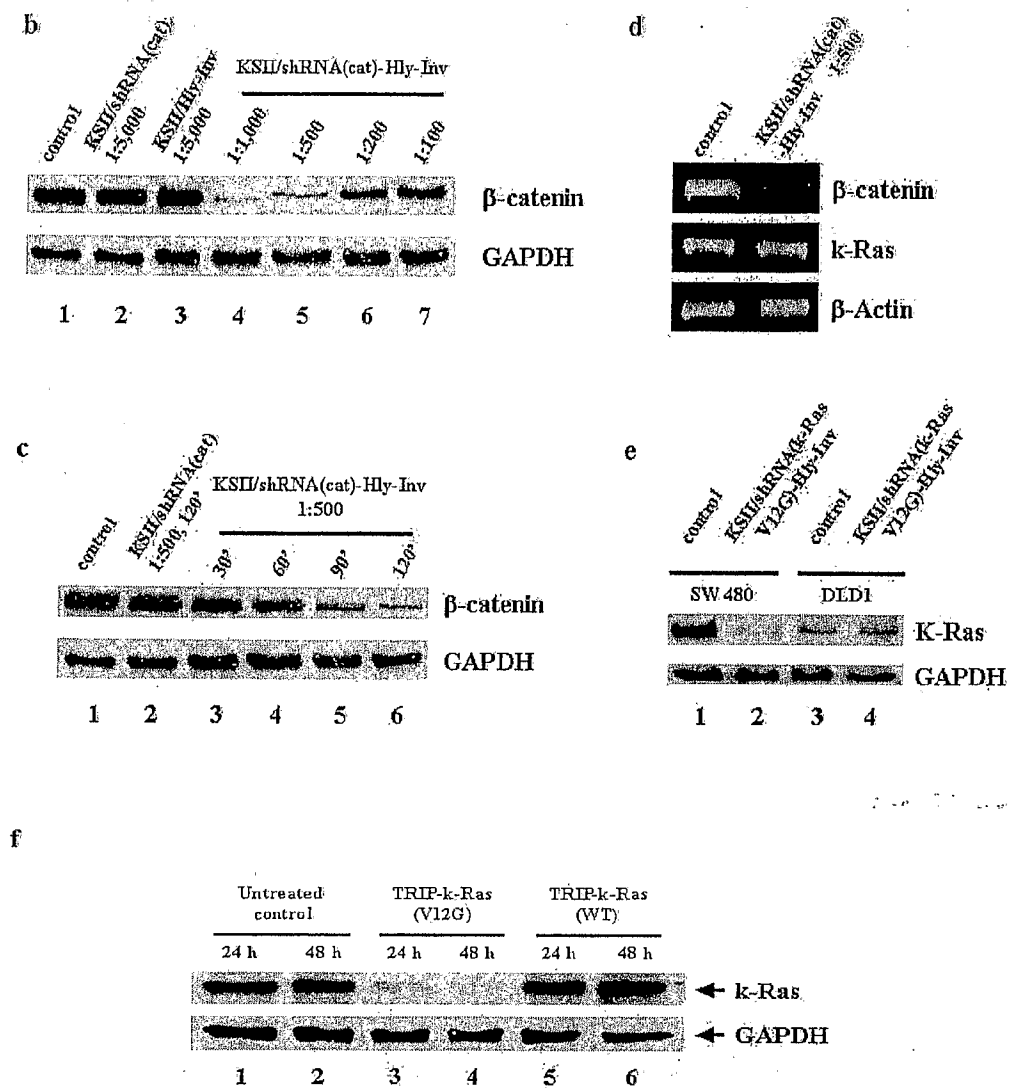 b
control
KSII/shRNA(cat)
1:5,000
KSII/Hly-Inv
1:5,000
KSII/shRNA(cat)-Hly-Inv
1:1,000
1:500
1:200
1:100
β-catenin
GAPDH
1 2 3 4 5 6 7
d
control
KSII/shRNA(cat)
-Hly-Inv 1:500
β-catenin
k-Ras
β-Actin
c
control
KSII/shRNA(cat)
1:500; 120'
KSII/shRNA(cat)-Hly-Inv
1:500
30'
60'
90'
120'
β-catenin
GAPDH
1 2 3 4 5 6
e
control
KSII/shRNA(k-Ras
V12G)-Hly-Inv
control
KSII/shRNA(k-Ras
V12G)-Hly-Inv
SW 480 DLD1
K-Ras
GAPDH
1 2 3 4
f
Untreated
control
TRIP-k-Ras
(V12G)
TRIP-k-Ras
(WT)
24 h 48 h 24 h 48 h 24 h 48 h
k-Ras
GAPDH
1 2 3 4 5 6